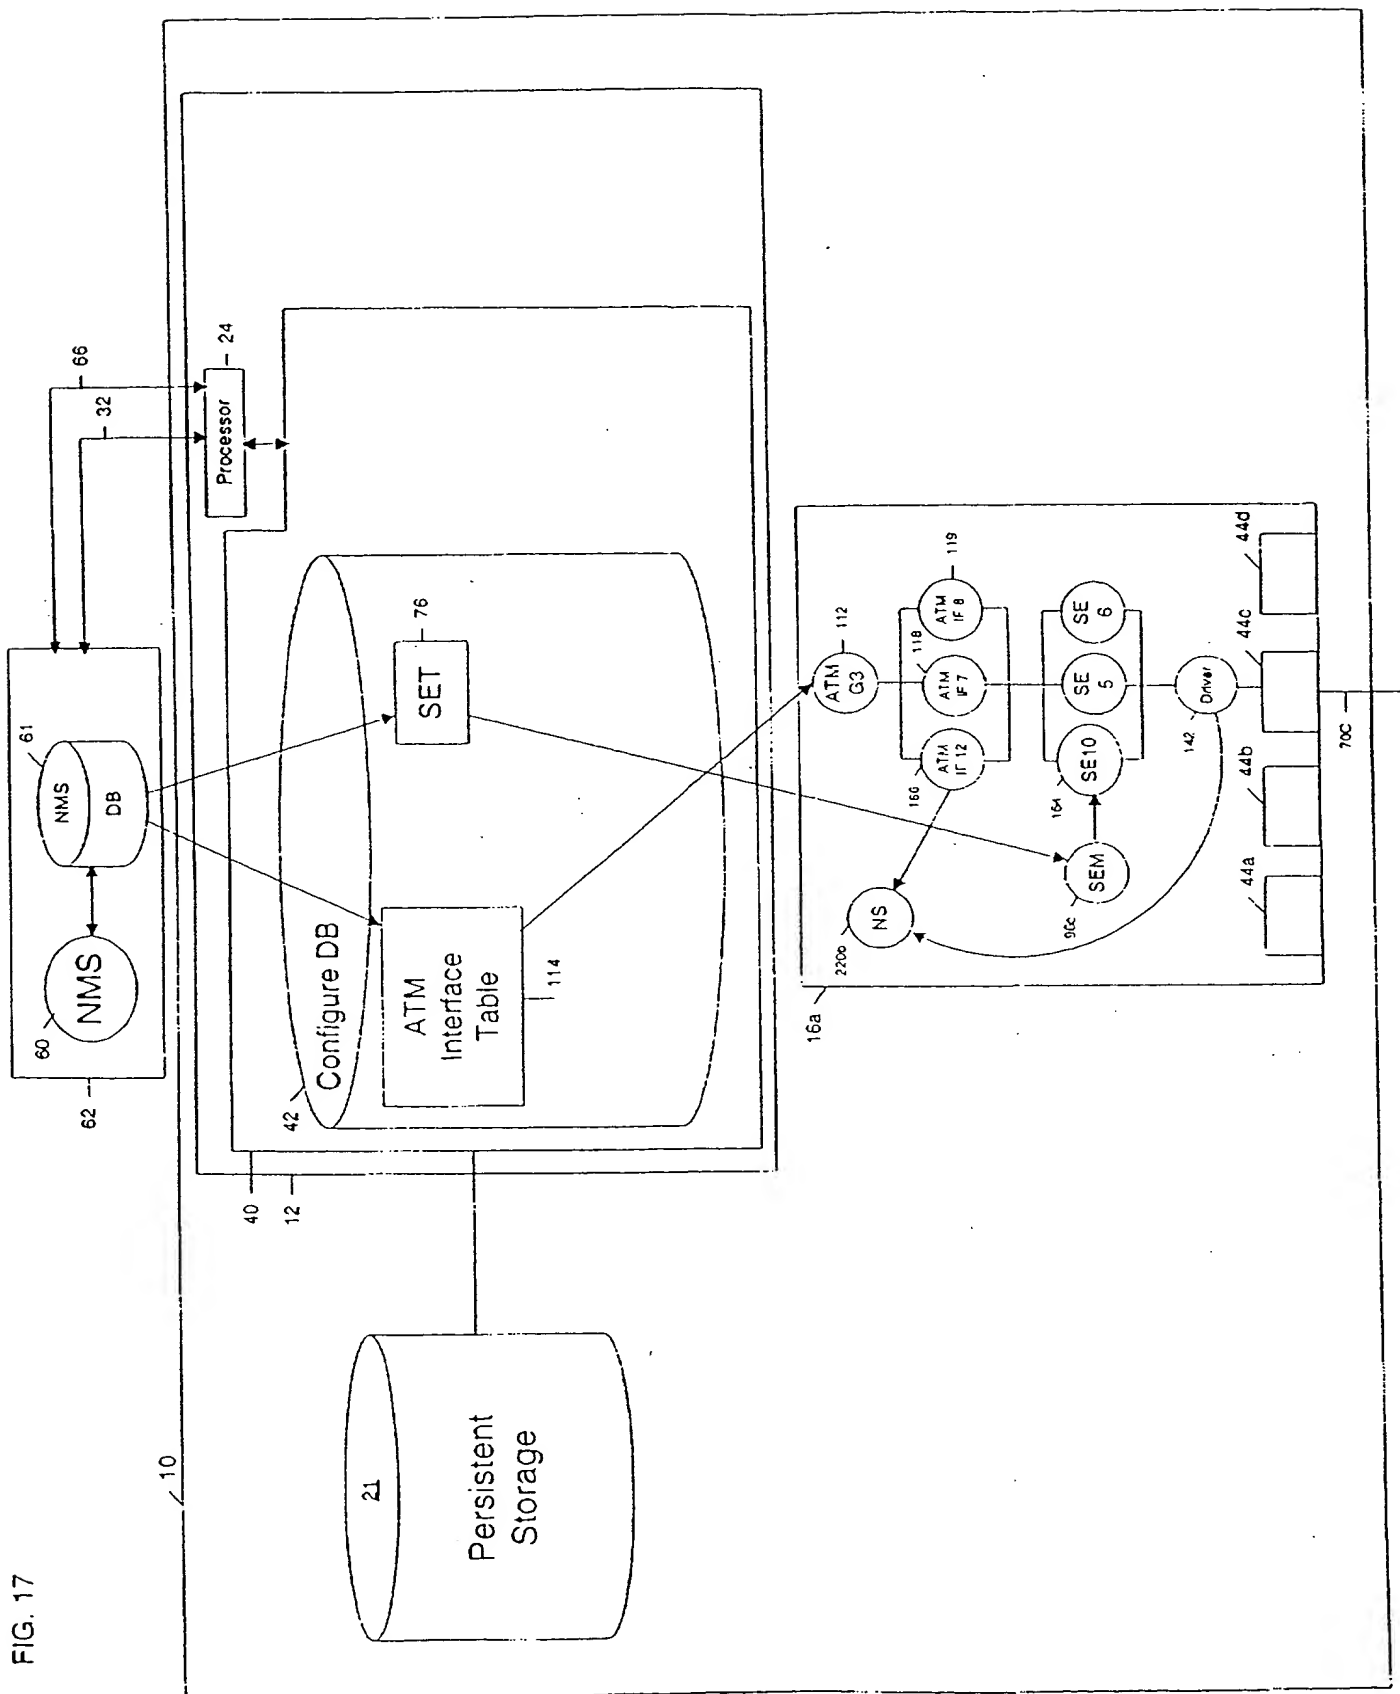 FIG. 17
10
62
60
NMS
61
NMS
DB
66
32
Processor
24
40
12
42
Configure DB
ATM
Interface
Table
114
SET
76
21
Persistent
Storage
16a
ATM
G3
112
ATM
IF 12
166
ATM
IF 7
118
ATM
IF 8
119
NS
220b
SEM
96c
SE10
164
SE
5
SE
6
Driver
142
44a
44b
44c
44d
70C